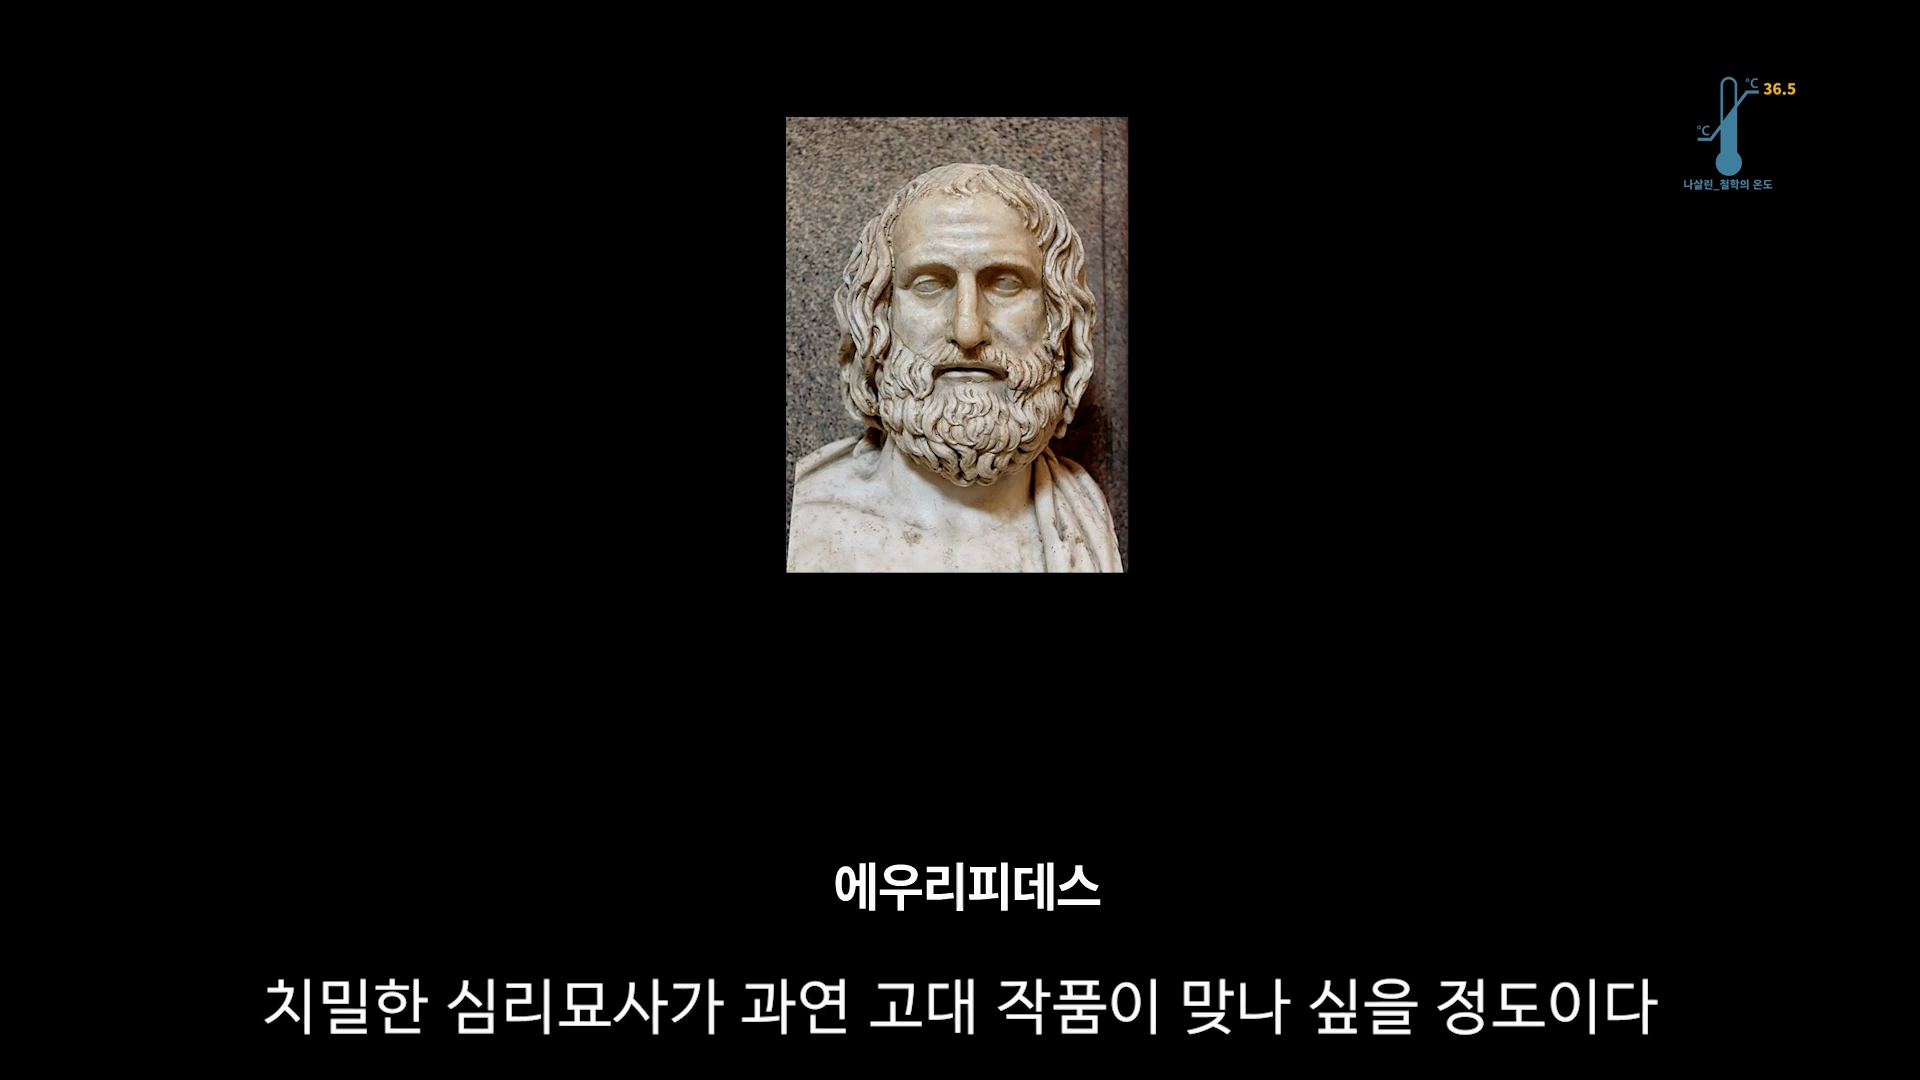 °C 36.5
°C
나살린_철학의 온도
에우리피데스
치밀한 심리묘사가 과연 고대 작품이 맞나 싶을 정도이다